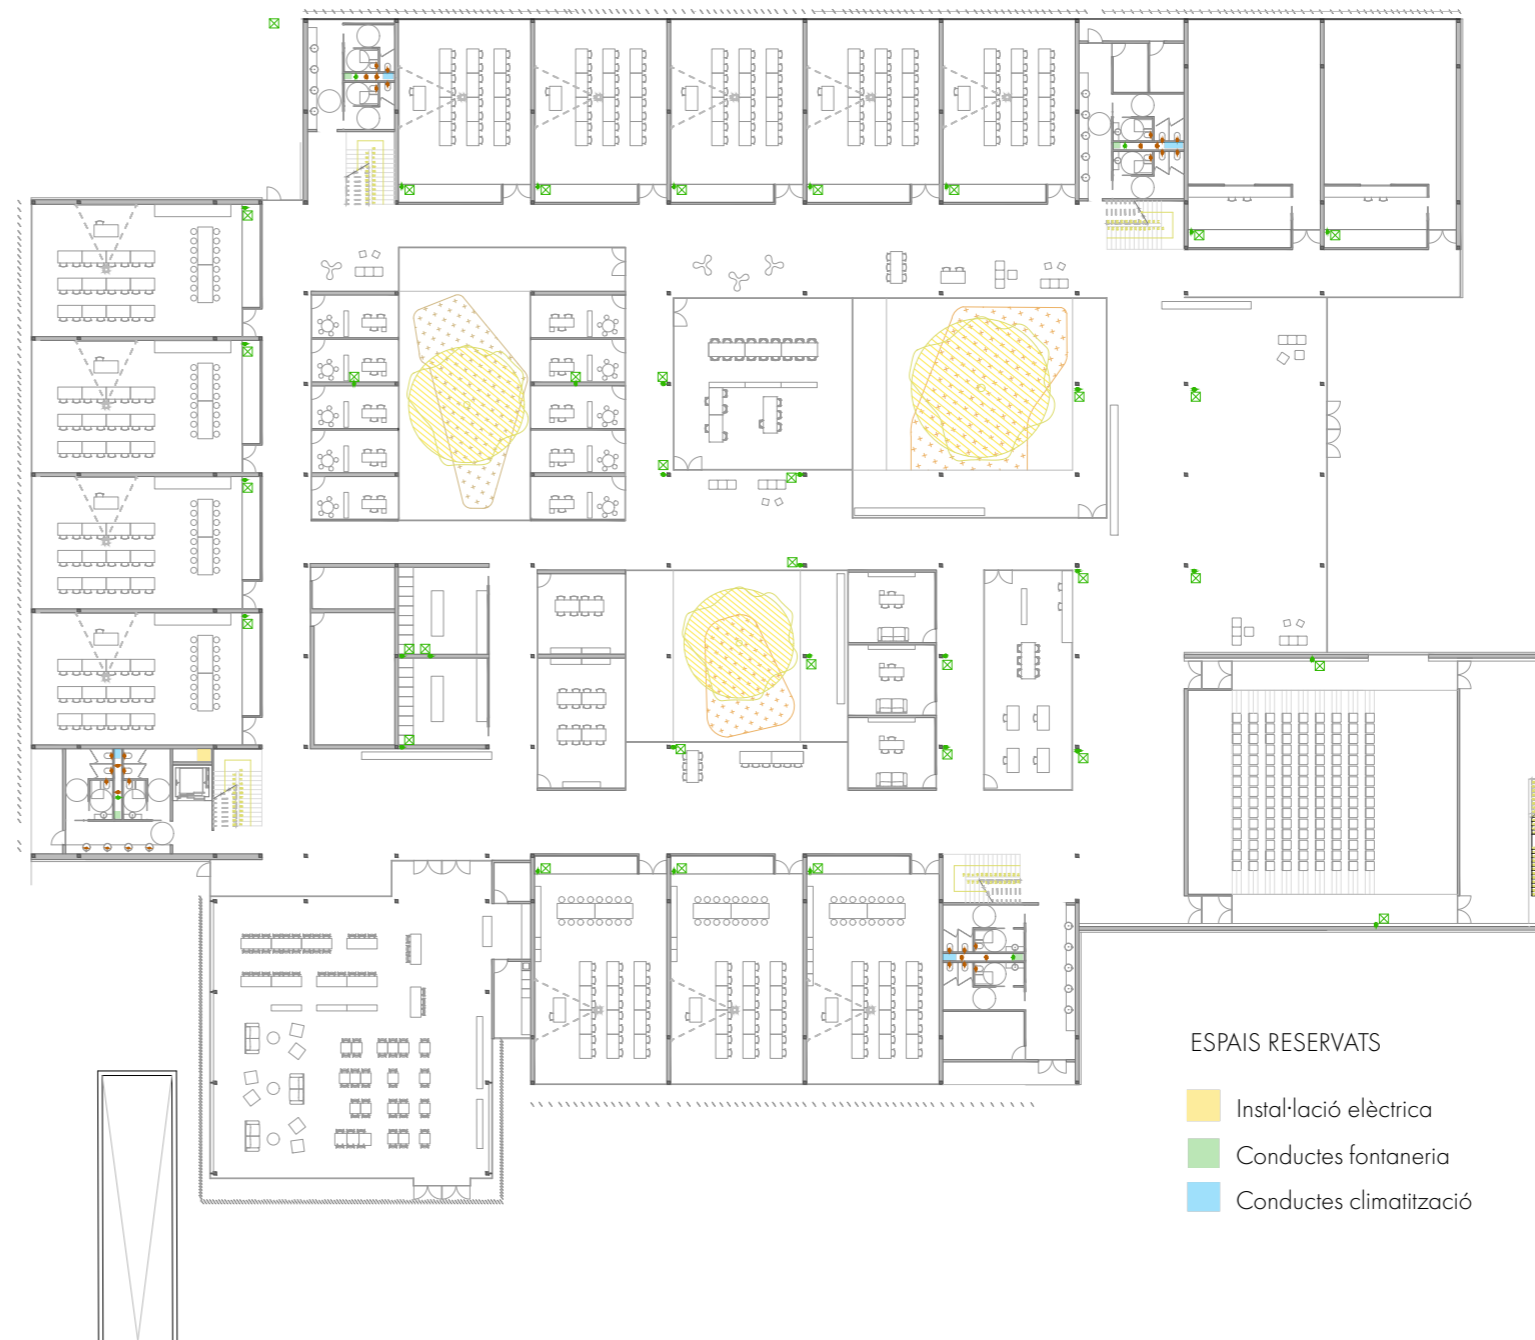 ESPAIS RESERVATS
Instal·lació elèctrica
Conductes fontaneria
Conductes climatització